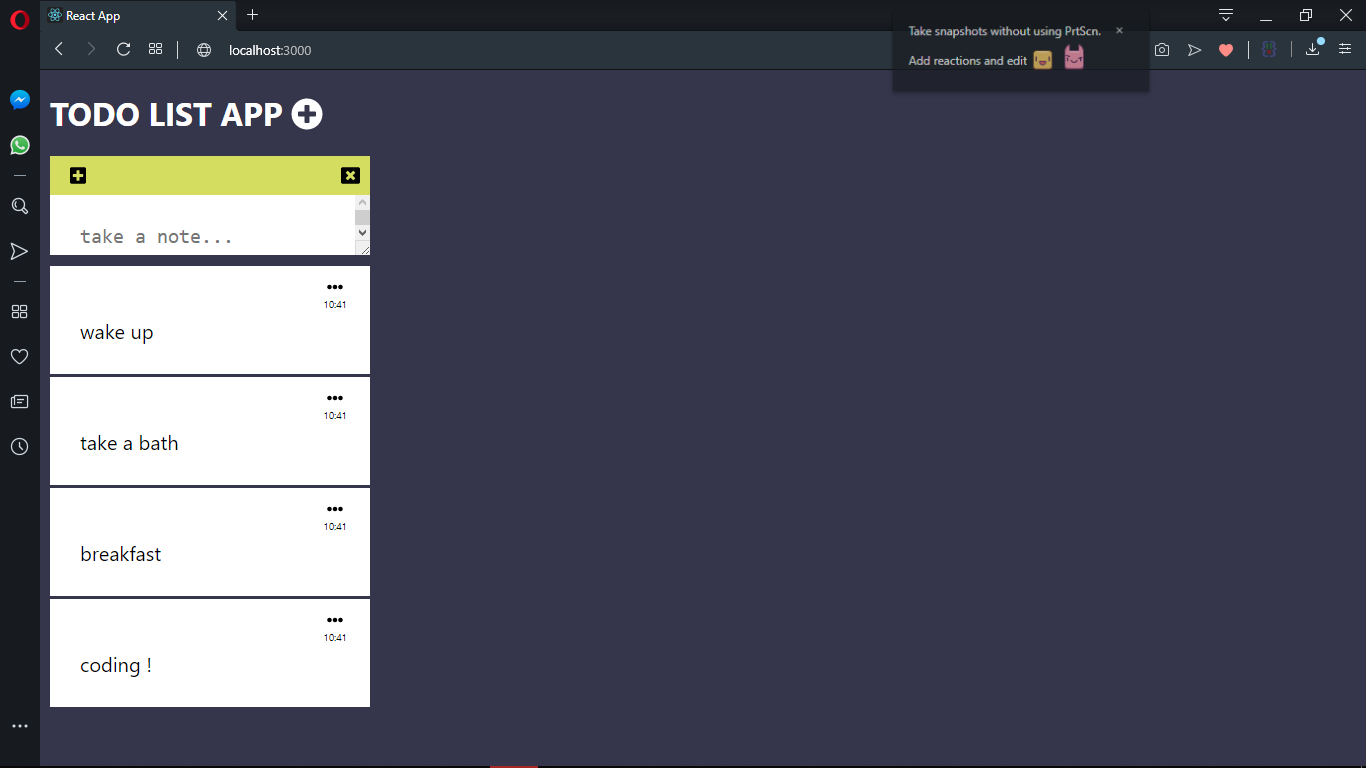 React App
localhost:3000
Take snapshots without using PrtScn.
Add reactions and edit
TODO LIST APP
take a note...
10:41
wake up
10:41
take a bath
10:41
breakfast
10:41
coding !